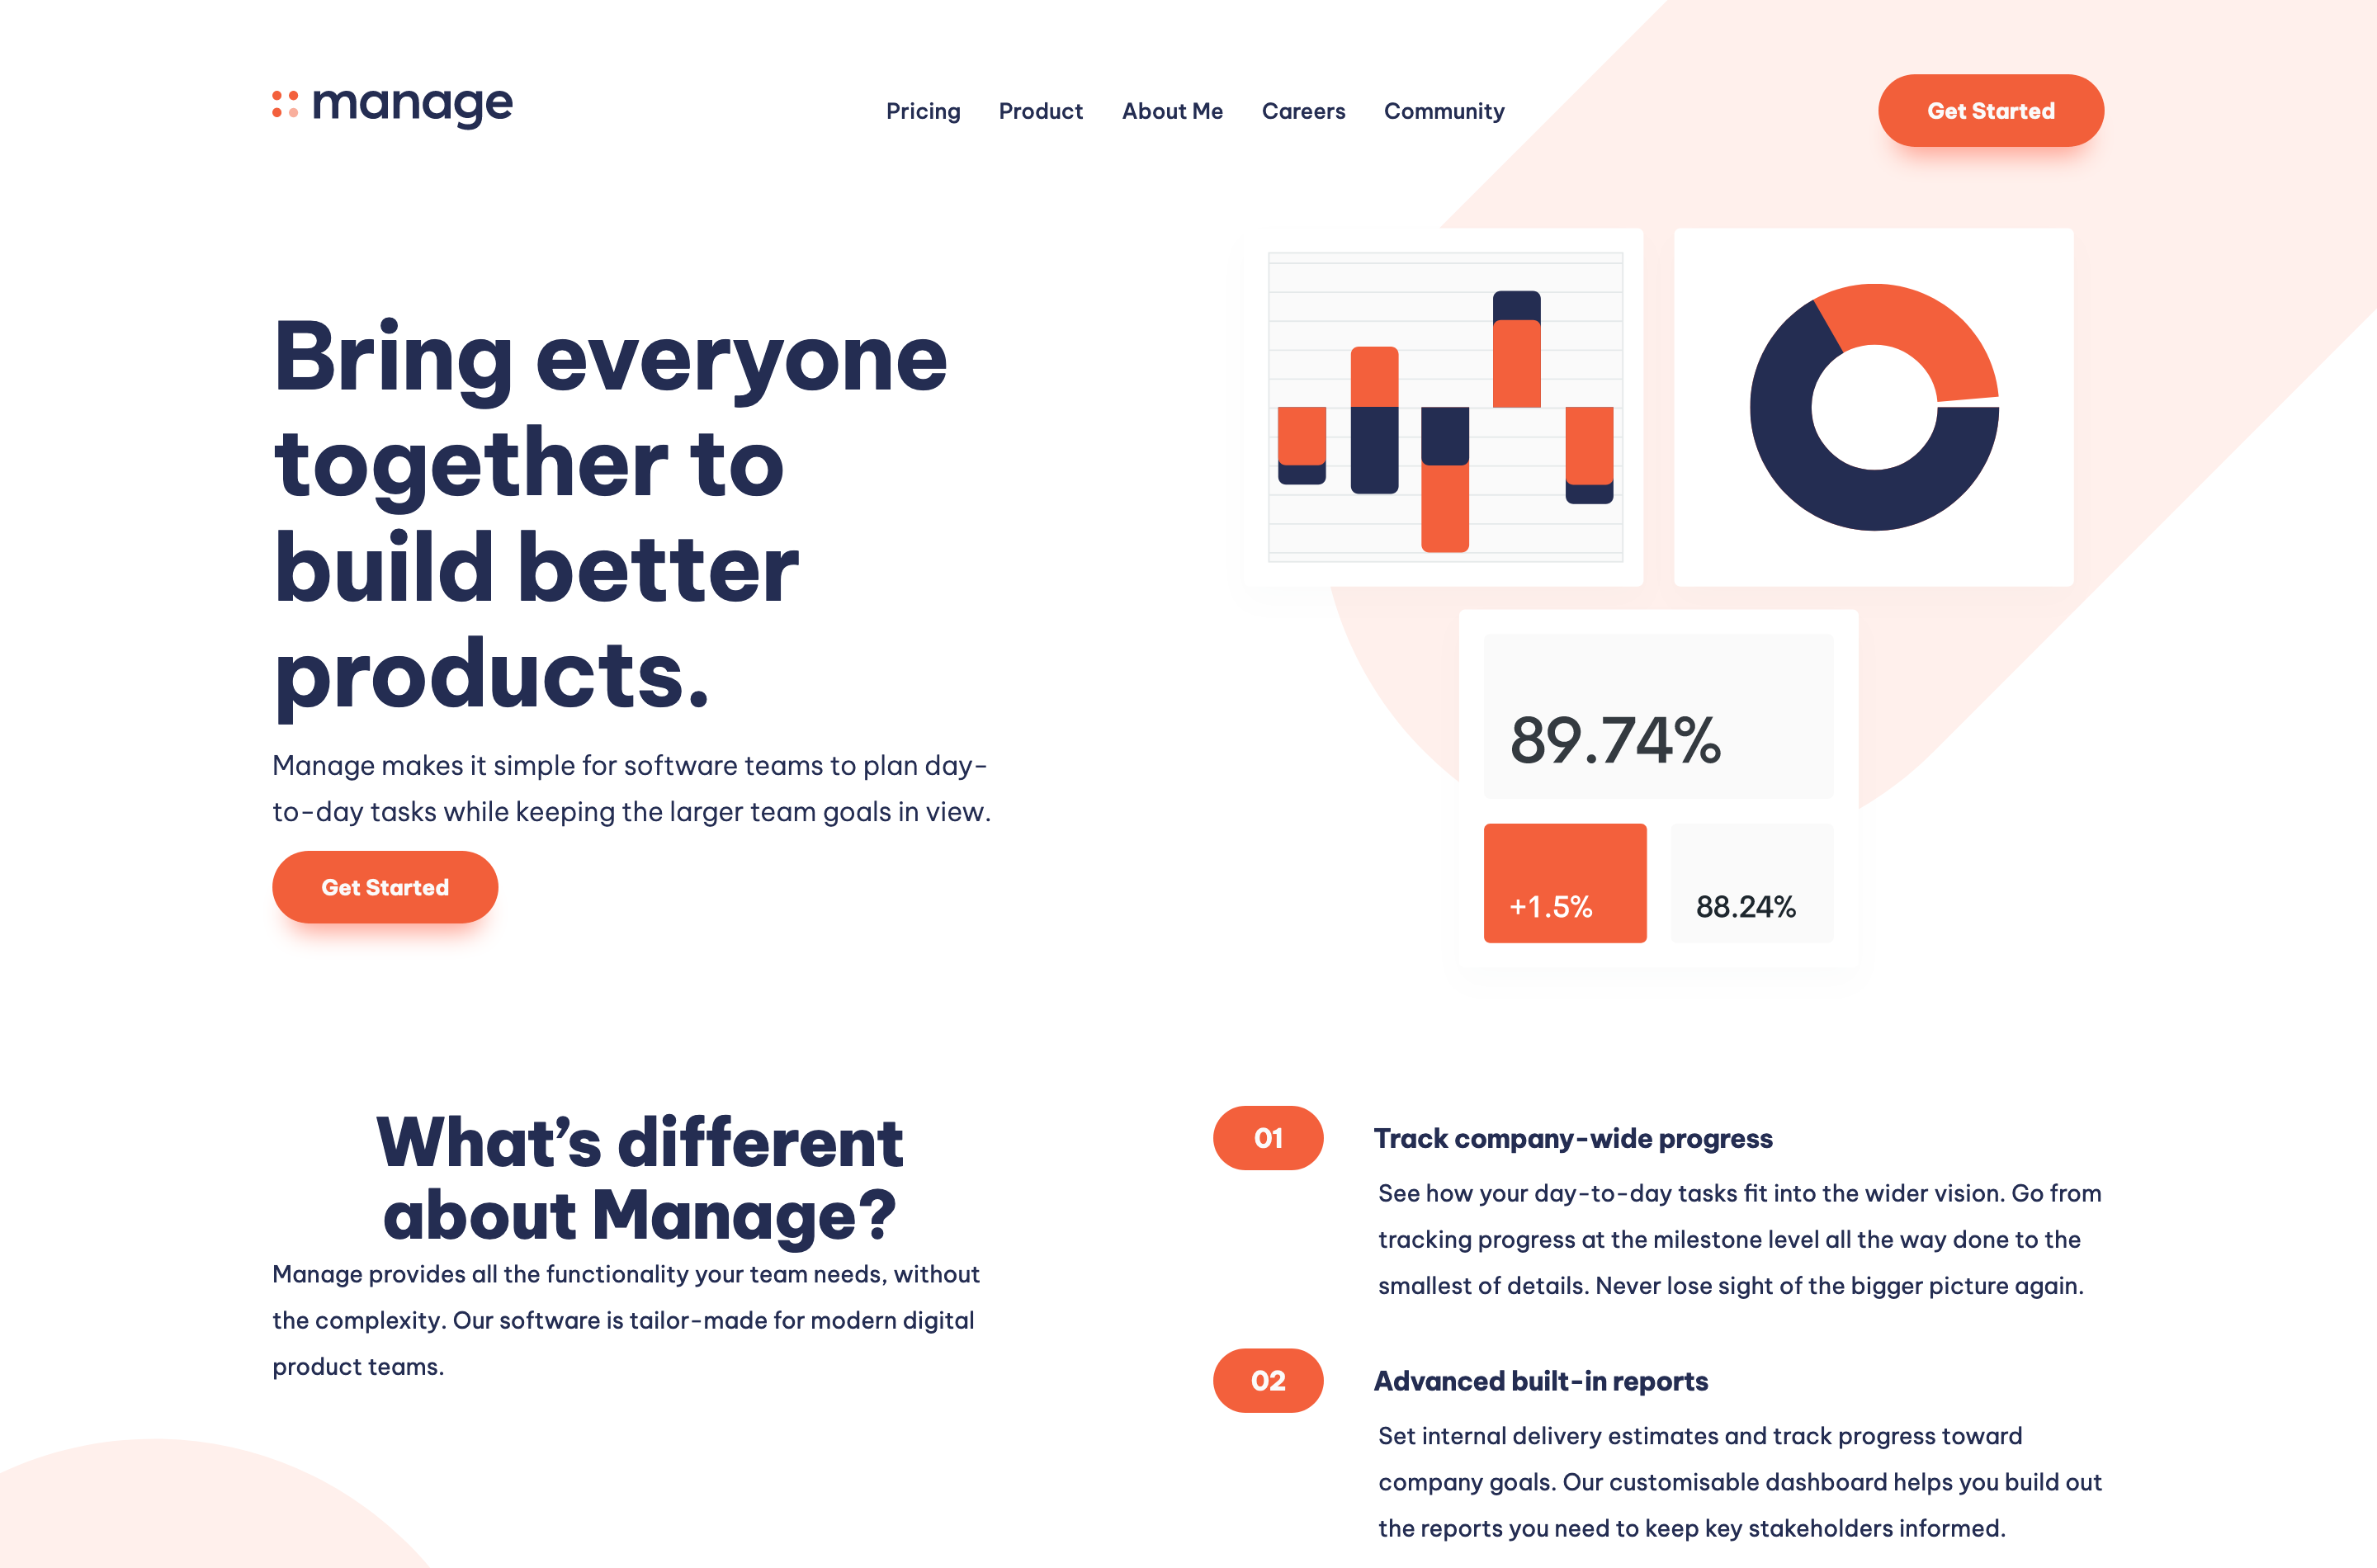 manage
Pricing Product About Me Careers Community
Get Started
Bring everyone
together to
build better
products.
Manage makes it simple for software teams to plan day-
to-day tasks while keeping the larger team goals in view.
Get Started
89.74%
+1.5%
88.24%
What’s different
about Manage?
Manage provides all the functionality your team needs, without
the complexity. Our software is tailor-made for modern digital
product teams.
01
Track company-wide progress
See how your day-to-day tasks fit into the wider vision. Go from
tracking progress at the milestone level all the way done to the
smallest of details. Never lose sight of the bigger picture again.
02
Advanced built-in reports
Set internal delivery estimates and track progress toward
company goals. Our customisable dashboard helps you build out
the reports you need to keep key stakeholders informed.